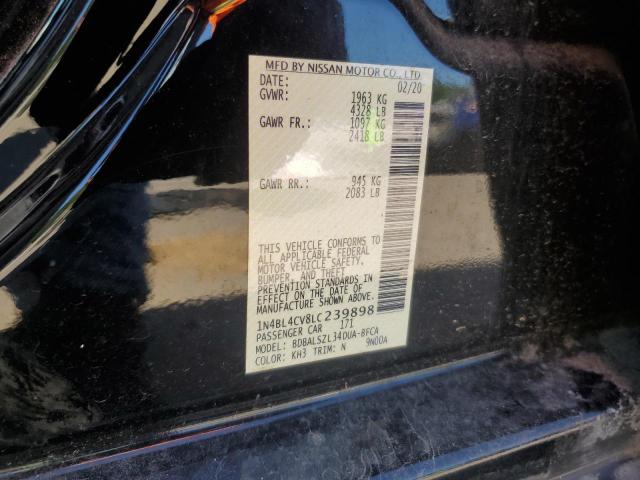 MFD BY NISSAN MOTOR CO., LTD.
DATE: 02/20
GVWR: 1963 KG
4328 LB
GAWR FR.: 1097 KG
2418 LB
GAWR RR.: 945 KG
2083 LB
THIS VEHICLE CONFORMS TO
ALL APPLICABLE FEDERAL
MOTOR VEHICLE SAFETY,
BUMPER, AND THEFT
PREVENTION STANDARDS IN
EFFECT ON THE DATE OF
MANUFACTURE SHOWN ABOVE.
1N4BL4CV8LC239898
PASSENGER CAR 171
MODEL: BDBALSZL34DUA-BFCA
COLOR: KH3 TRIM: N 9N00A